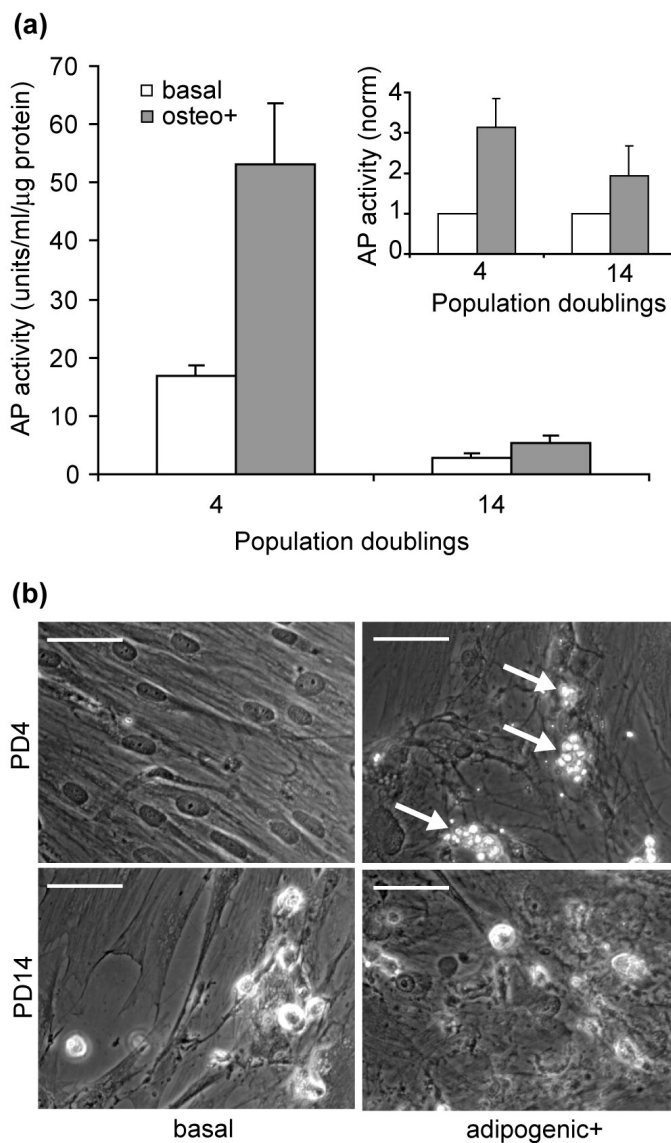 (a)
70
60
50
40
30
20
10
0
AP activity (units/ml/µg protein)
basal
osteo+
4
14
Population doublings
4
3
2
1
0
AP activity (norm)
4
14
Population doublings
(b)
PD4
PD14
basal
adipogenic+